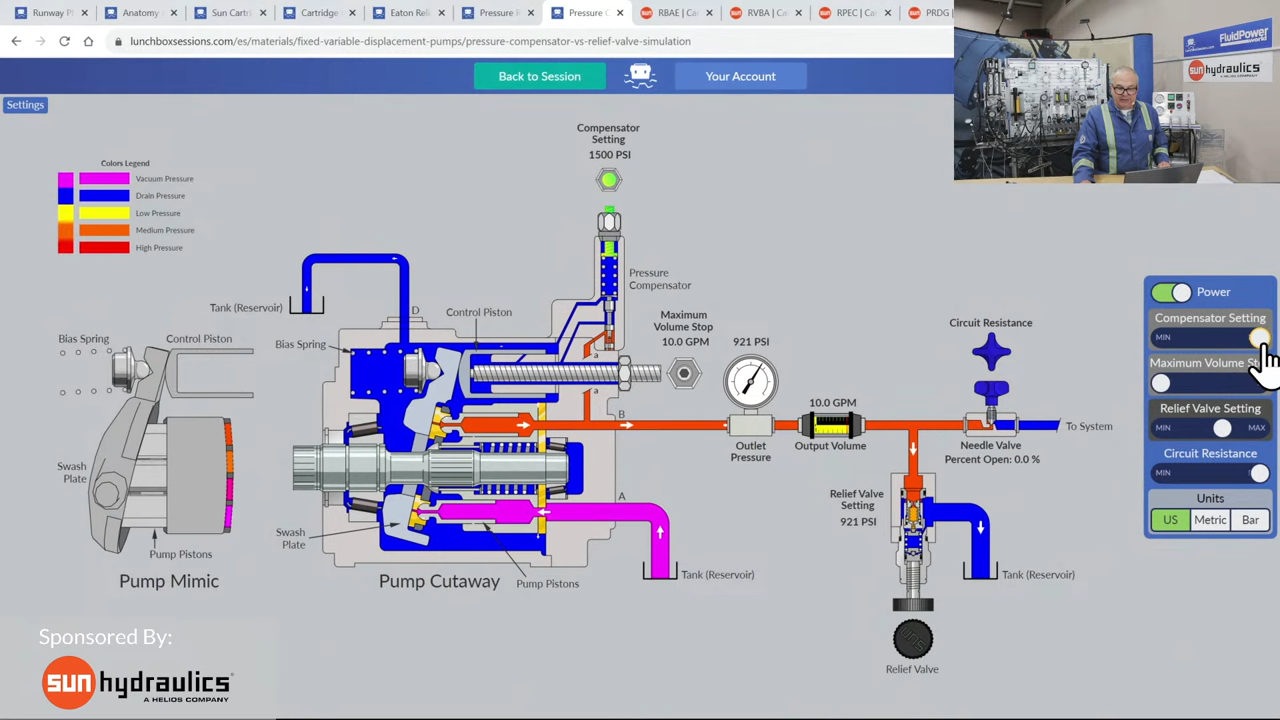 Runway Pl
Anatomy
Sun Cartri
Cartridge
Eaton Reli
Pressure R
Pressure C
RBAE | Ca
RVBA | Ca
RPEC | Car
PRDG
lunchboxsessions.com/es/materials/fixed-variable-displacement-pumps/pressure-compensator-vs-relief-valve-simulation
Back to Session
Your Account
FluidPower
sun hydraulics
A HELIOS COMPANY
Settings
Colors Legend
Vacuum Pressure
Drain Pressure
Low Pressure
Medium Pressure
High Pressure
Compensator
Setting
1500 PSI
Pressure
Compensator
Tank (Reservoir)
D
Control Piston
Bias Spring
Maximum
Volume Stop
10.0 GPM
a
a
B
A
921 PSI
Outlet
Pressure
10.0 GPM
Output Volume
Circuit Resistance
Needle Valve
Percent Open: 0.0 %
To System
Relief Valve
Setting
921 PSI
Tank (Reservoir)
Tank (Reservoir)
Relief Valve
sun
Bias Spring
Control Piston
Swash
Plate
Pump Pistons
Pump Mimic
Swash
Plate
Pump Cutaway
Pump Pistons
Power
Compensator Setting
MIN
Maximum Volume St
Relief Valve Setting
MIN
MAX
Circuit Resistance
MIN
Units
US
Metric
Bar
Sponsored By:
sun hydraulics
A HELIOS COMPANY